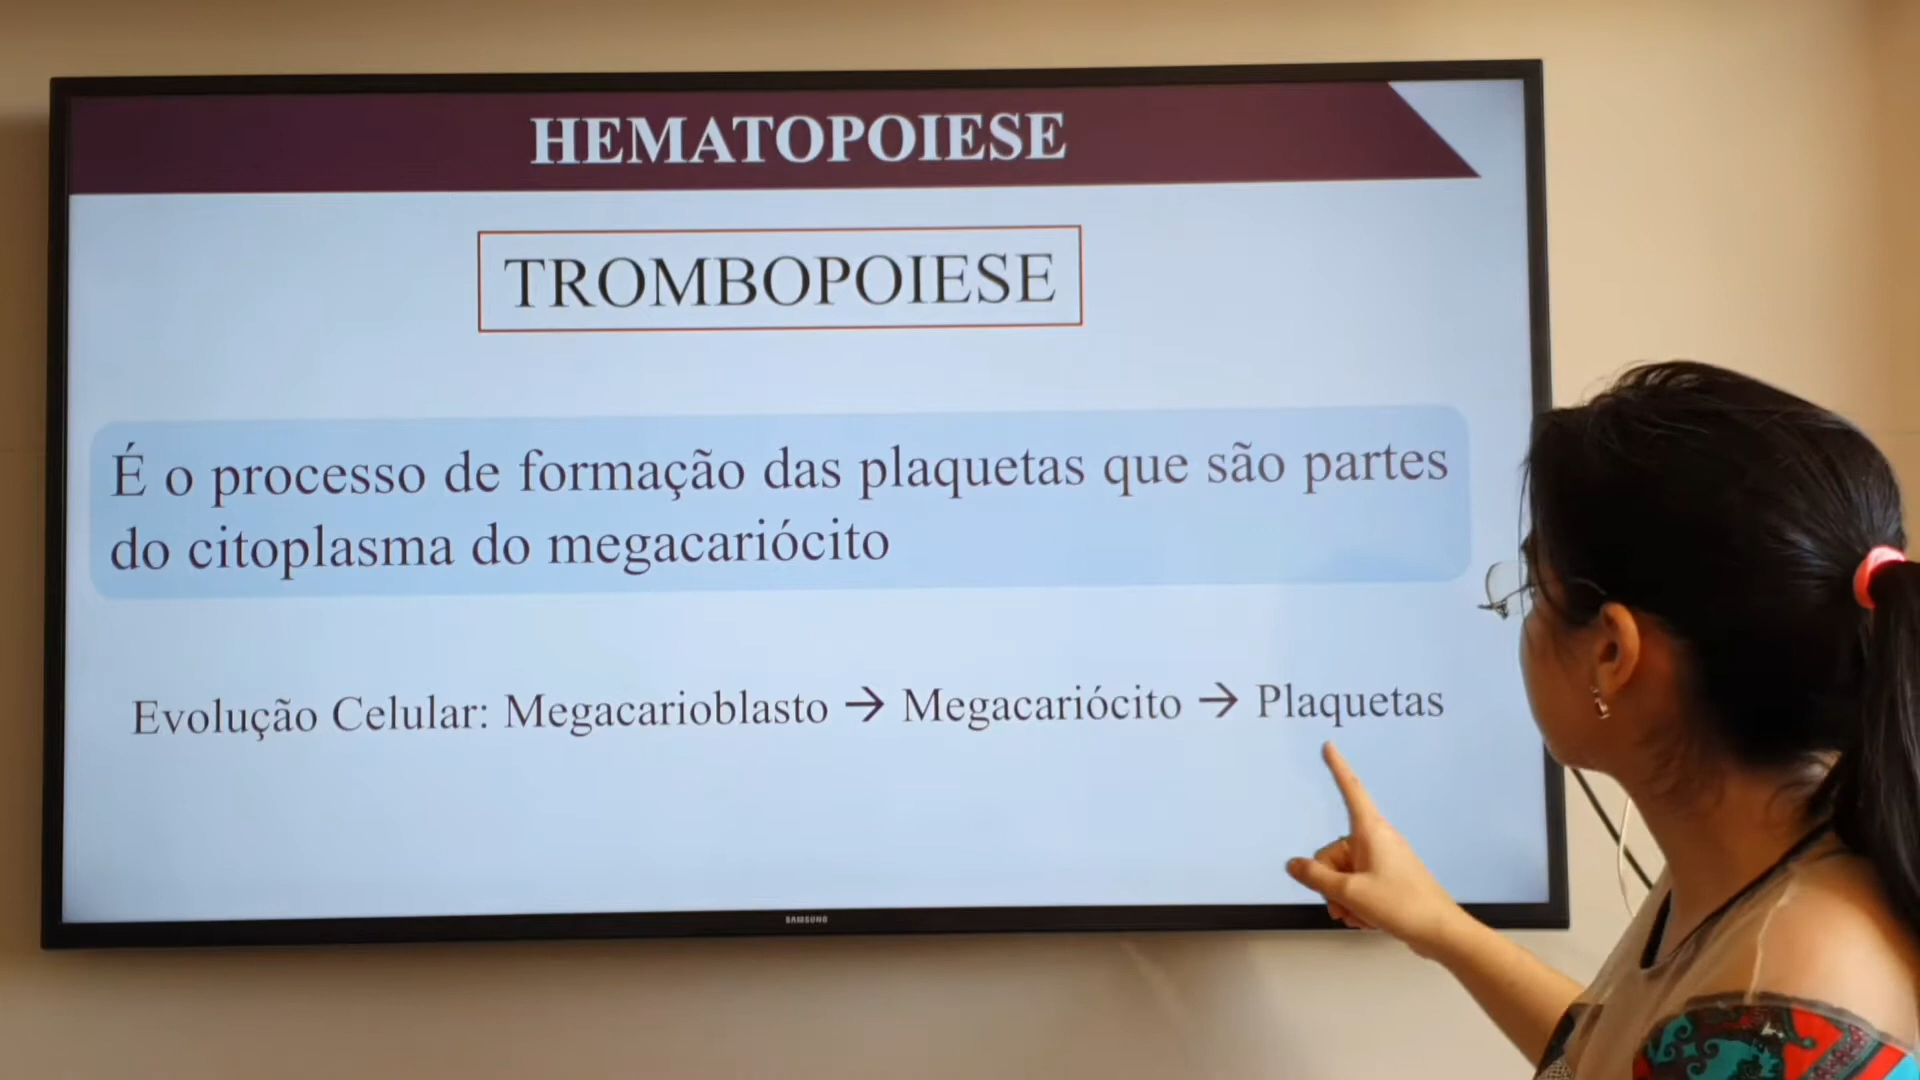 HEMATOPOIESE
TROMBOPOIESE
É o processo de formação das plaquetas que são partes
do citoplasma do megacariócito
Evolução Celular: Megacarioblasto → Megacariócito → Plaquetas
SAMSUNG